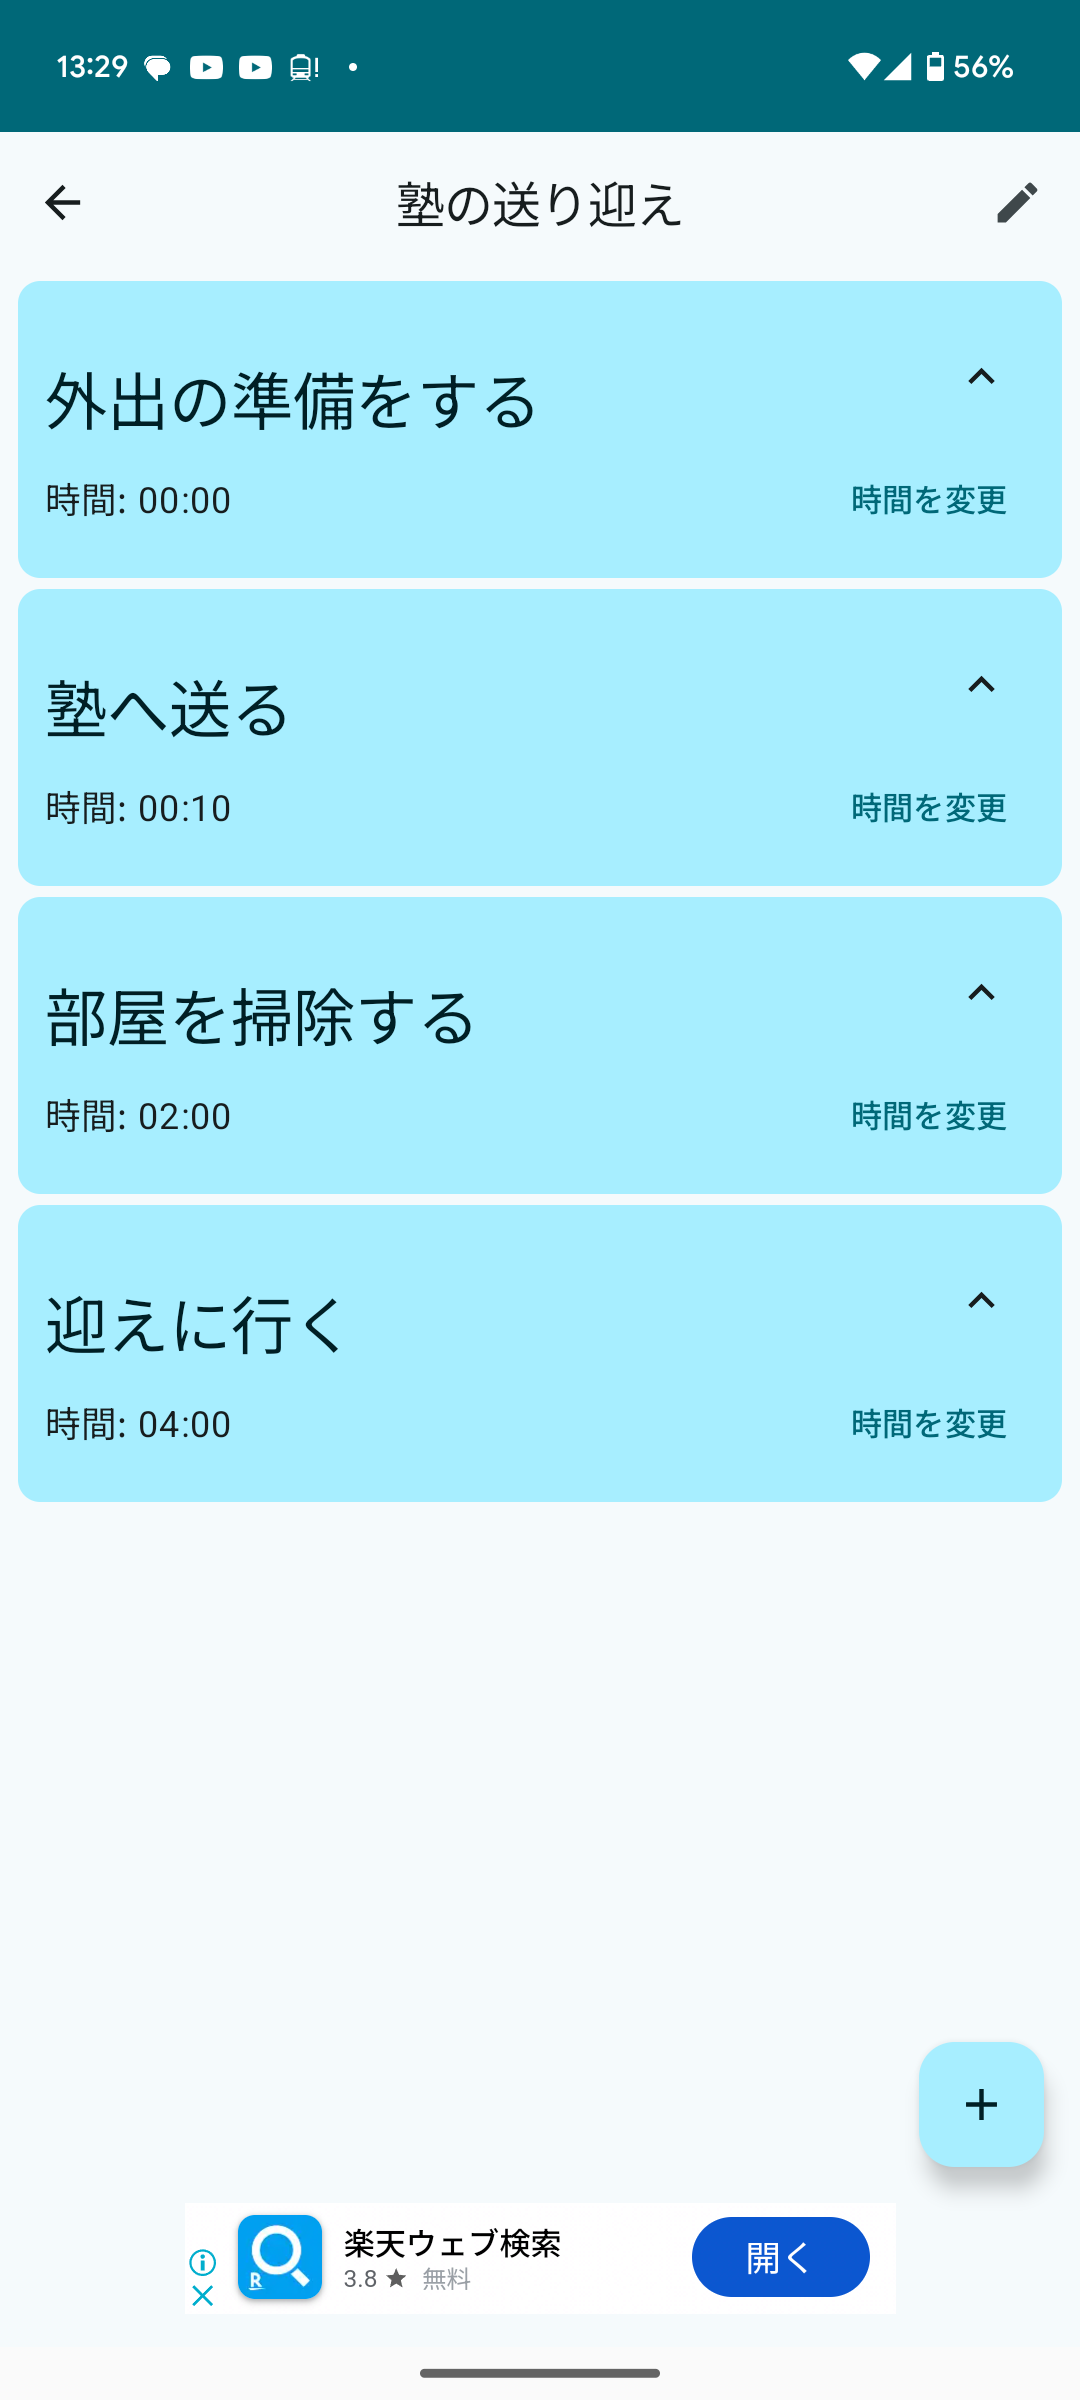 13:29
56%
塾の送り迎え
外出の準備をする
時間: 00:00
時間を変更
塾へ送る
時間: 00:10
時間を変更
部屋を掃除する
時間: 02:00
時間を変更
迎えに行く
時間: 04:00
時間を変更
楽天ウェブ検索
3.8 ★ 無料
開く
R